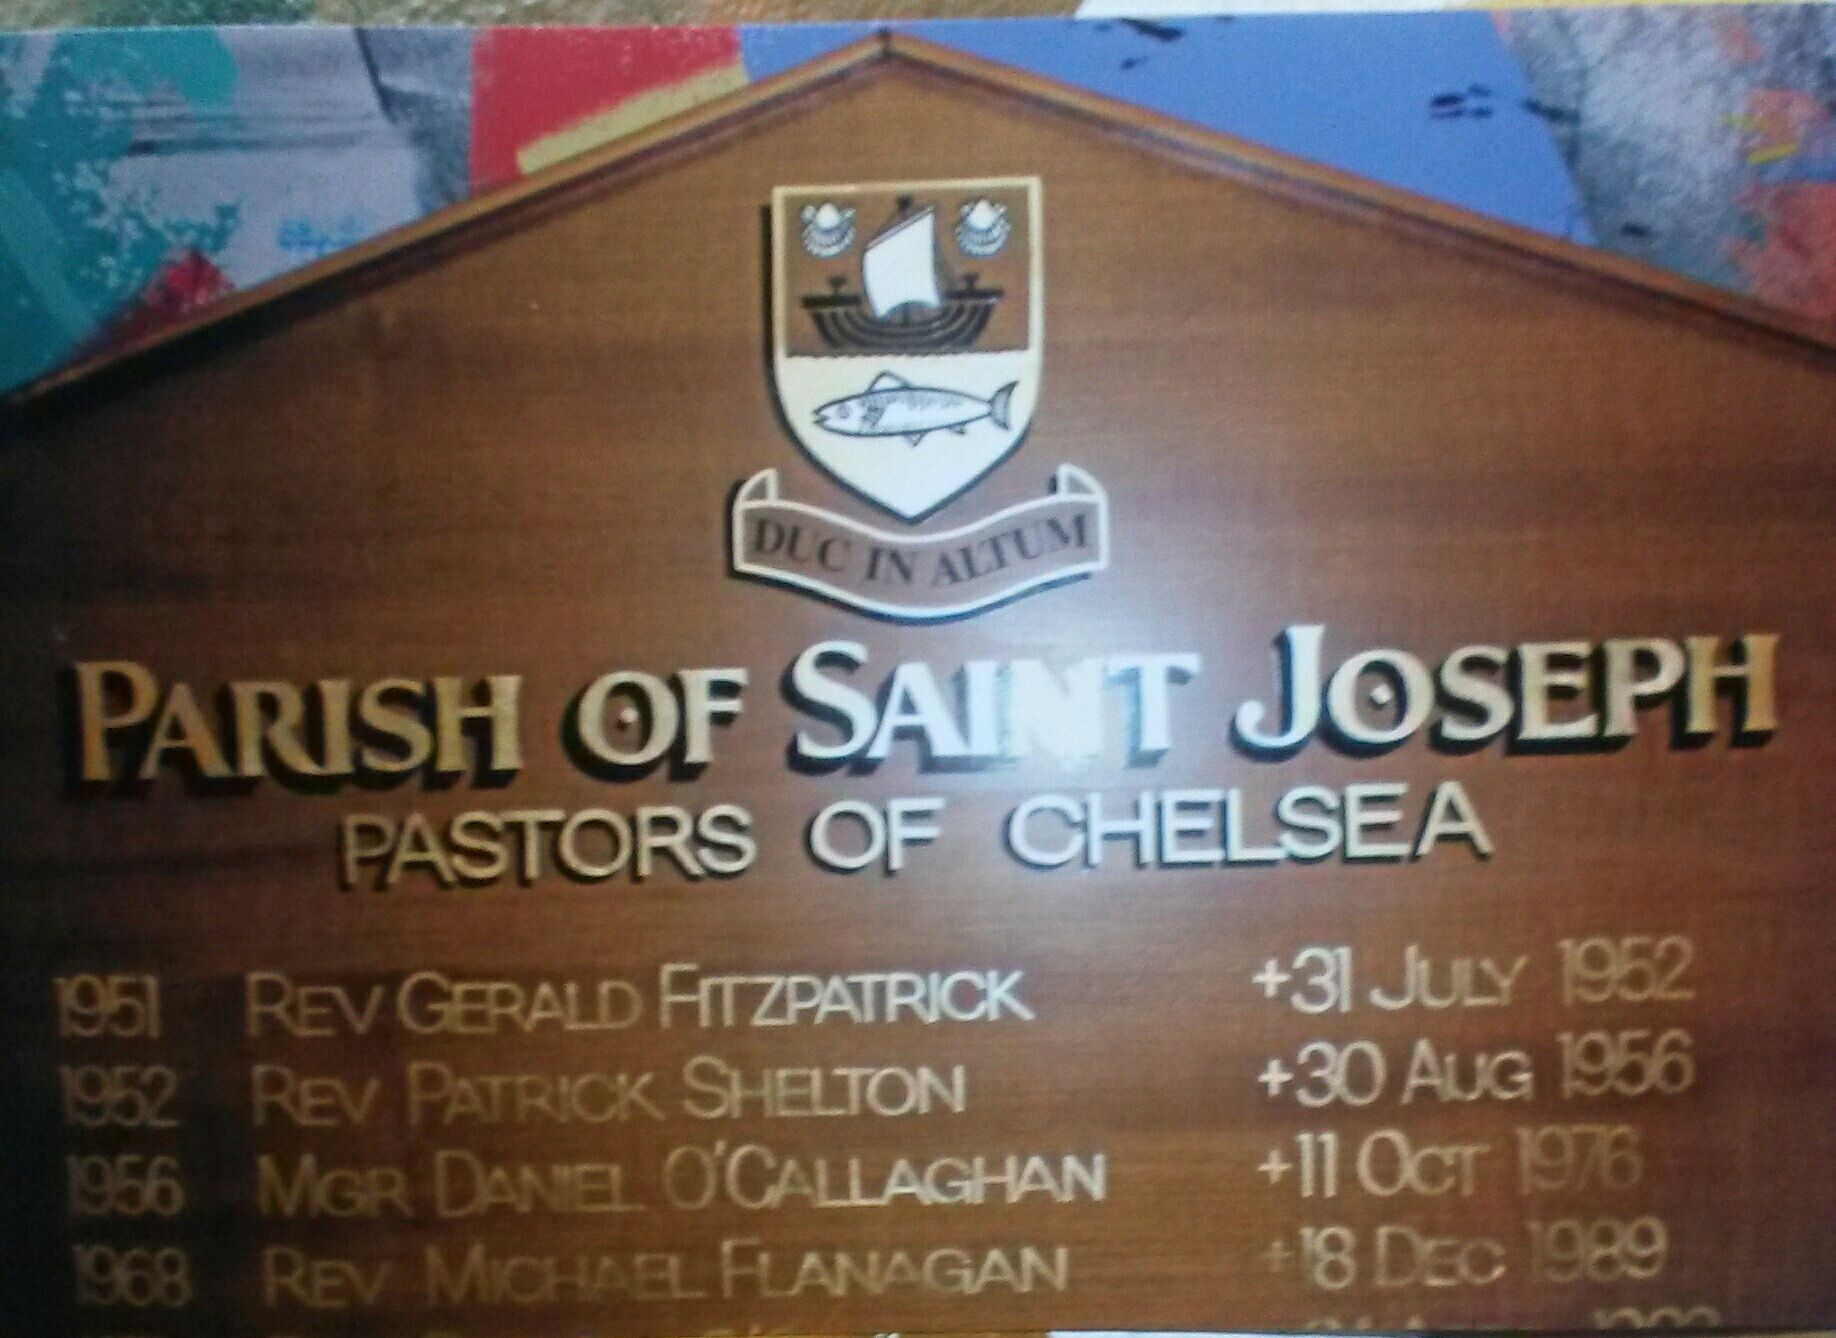 DUC IN ALTUM
PARISH OF SAINT JOSEPH
PASTORS OF CHELSEA
1951 REV GERALD FITZPATRICK +31 JULY 1952
1952 REV PATRICK SHELTON +30 AUG 1956
1956 MGR DANIEL O'CALLAGHAN +11 OCT 1976
1968 REV MICHAEL FLANAGAN +18 DEC 1989